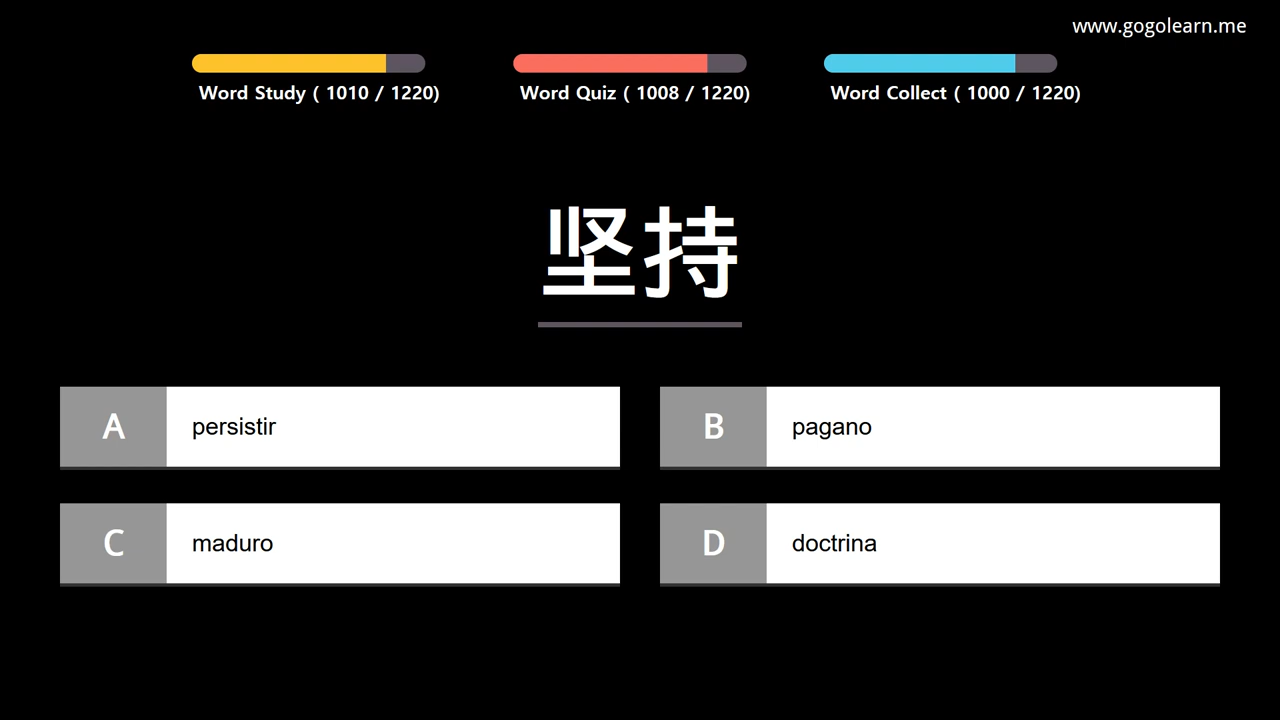 www.gogolearn.me
Word Study ( 1010 / 1220)
Word Quiz ( 1008 / 1220)
Word Collect ( 1000 / 1220)
坚持
A persistir
B pagano
C maduro
D doctrina